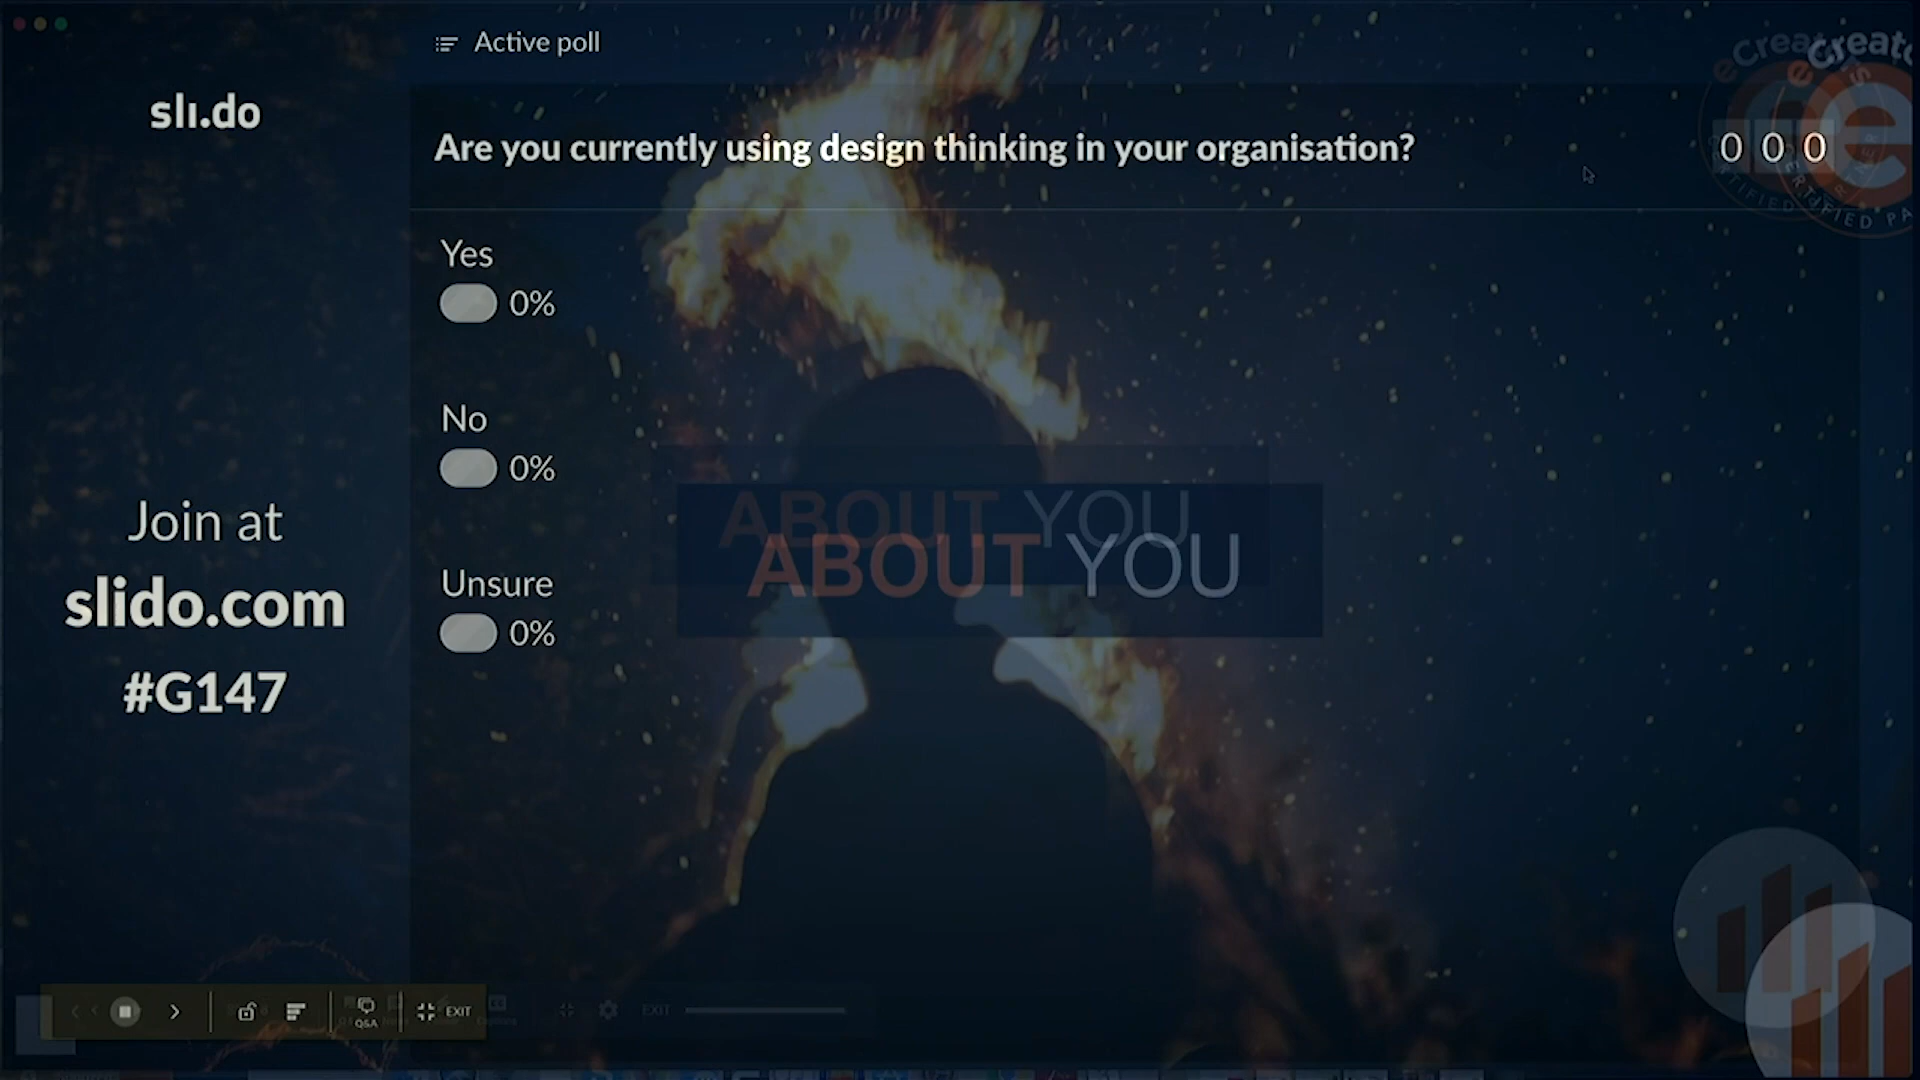 Active poll
sli.do
Are you currently using design thinking in your organisation?
0 0 0
Yes
0%
No
0%
Unsure
0%
Join at
slido.com
#G147
ABOUT YOU
ABOUT YOU
Q&A
EXIT
EXIT